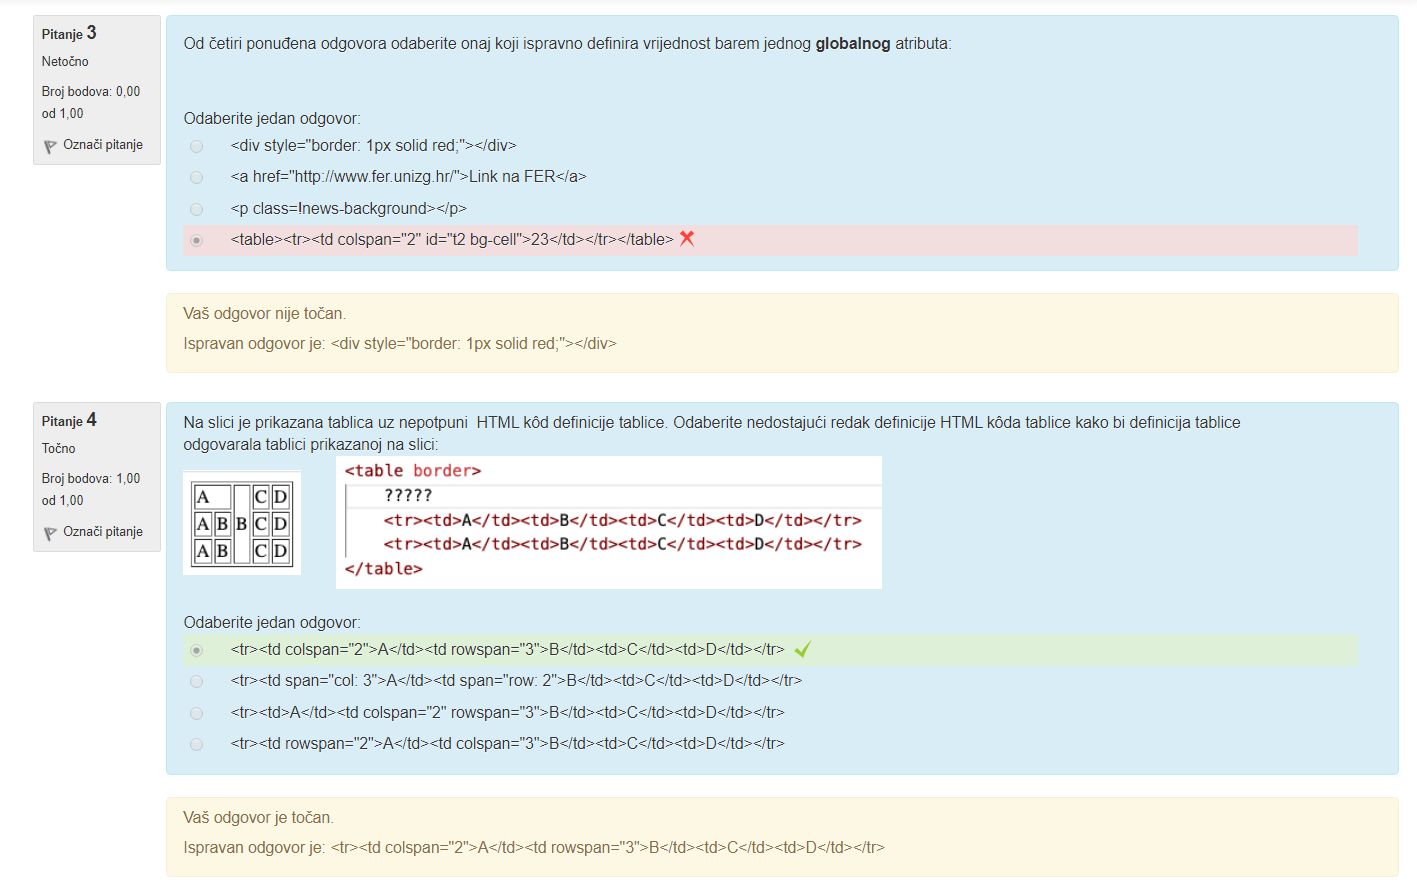 Pitanje 3
Netočno
Broj bodova: 0,00
od 1,00
Označi pitanje
Od četiri ponuđena odgovora odaberite onaj koji ispravno definira vrijednost barem jednog globalnog atributa:
Odaberite jedan odgovor:
<div style="border: 1px solid red;"></div>
<a href="http://www.fer.unizg.hr/">Link na FER</a>
<p class=!news-background></p>
<table><tr><td colspan="2" id="t2 bg-cell">23</td></tr></table>
Vaš odgovor nije točan.
Ispravan odgovor je: <div style="border: 1px solid red;"></div>
Pitanje 4
Točno
Broj bodova: 1,00
od 1,00
Označi pitanje
Na slici je prikazana tablica uz nepotpuni  HTML kôd definicije tablice. Odaberite nedostajući redak definicije HTML kôda tablice kako bi definicija tablice
odgovarala tablici prikazanoj na slici:
A C D
A B B C D
A B C D
<table border>
?????
<tr><td>A</td><td>B</td><td>C</td><td>D</td></tr>
<tr><td>A</td><td>B</td><td>C</td><td>D</td></tr>
</table>
Odaberite jedan odgovor:
<tr><td colspan="2">A</td><td rowspan="3">B</td><td>C</td><td>D</td></tr>
<tr><td span="col: 3">A</td><td span="row: 2">B</td><td>C</td><td>D</td></tr>
<tr><td>A</td><td colspan="2" rowspan="3">B</td><td>C</td><td>D</td></tr>
<tr><td rowspan="2">A</td><td colspan="3">B</td><td>C</td><td>D</td></tr>
Vaš odgovor je točan.
Ispravan odgovor je: <tr><td colspan="2">A</td><td rowspan="3">B</td><td>C</td><td>D</td></tr>